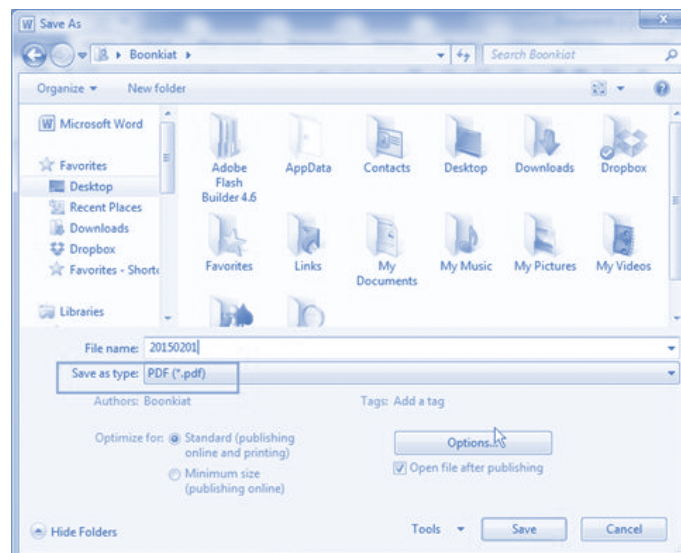 Save As
Boonkiat
Search Boonkiat
Organize
New folder
Microsoft Word
Favorites
Desktop
Recent Places
Downloads
Dropbox
Favorites - Shortc
Libraries
Adobe
Flash
Builder 4.6
AppData
Contacts
Desktop
Downloads
Dropbox
Favorites
Links
My
Documents
My Music
My Pictures
My Videos
File name: 20150201
Save as type: PDF (*.pdf)
Authors: Boonkiat
Tags: Add a tag
Optimize for: Standard (publishing
online and printing)
Minimum size
(publishing online)
Options...
Open file after publishing
Hide Folders
Tools
Save
Cancel